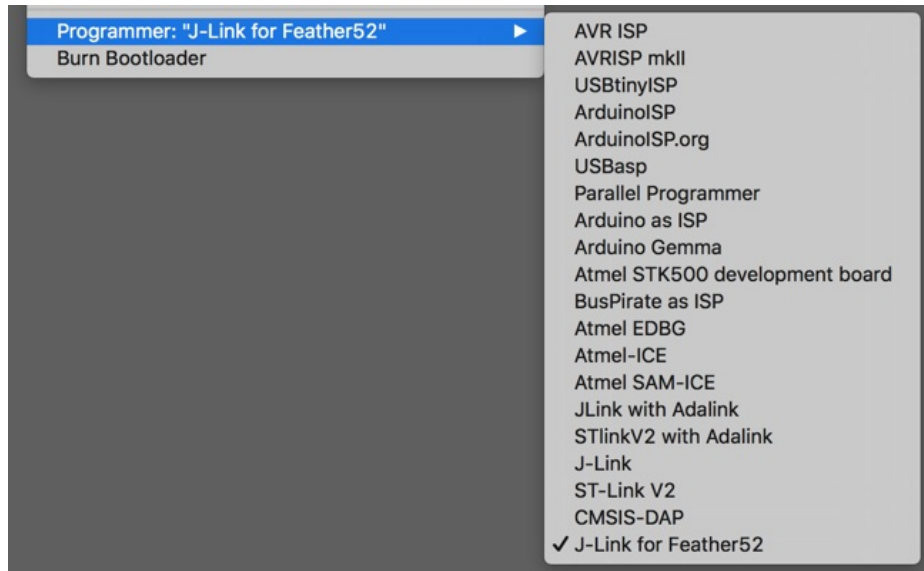 Programmer: "J-Link for Feather52"
Burn Bootloader
AVR ISP
AVRISP mkII
USBtinyISP
ArduinoISP
ArduinoISP.org
USBasp
Parallel Programmer
Arduino as ISP
Arduino Gemma
Atmel STK500 development board
BusPirate as ISP
Atmel EDBG
Atmel-ICE
Atmel SAM-ICE
JLink with Adalink
STlinkV2 with Adalink
J-Link
ST-Link V2
CMSIS-DAP
J-Link for Feather52